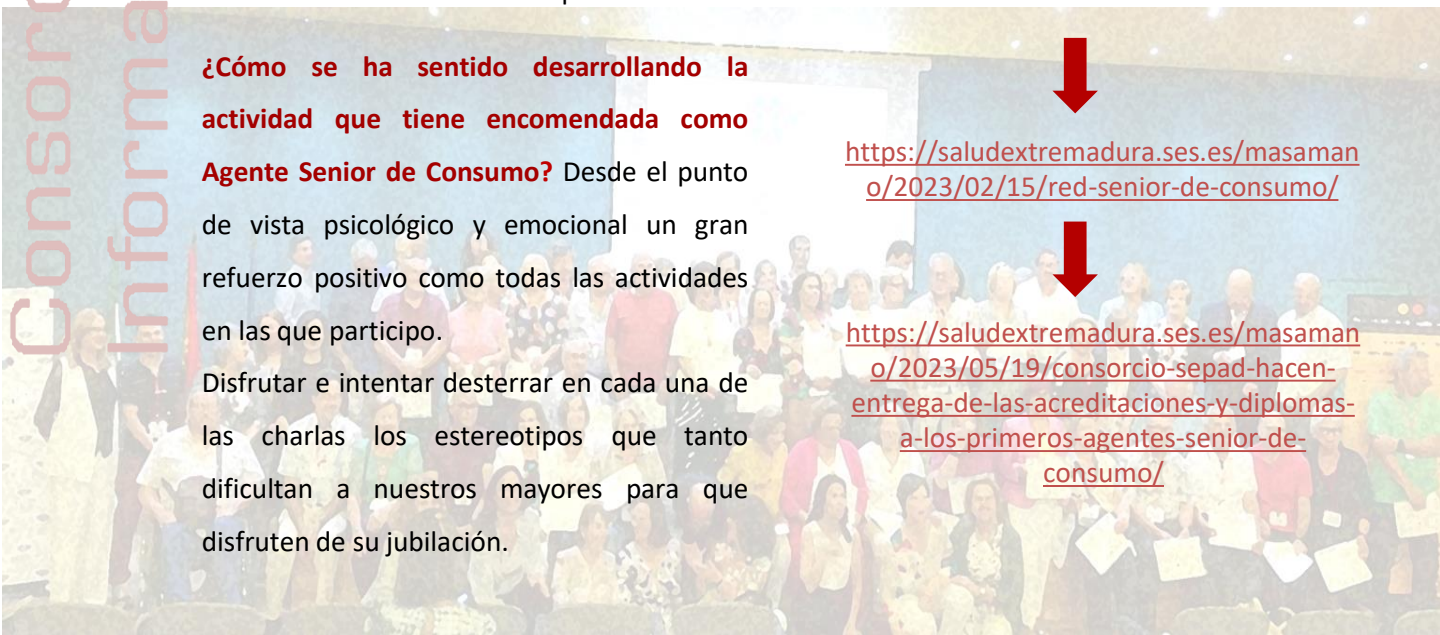 Consor
Informa
¿Cómo se ha sentido desarrollando la
actividad que tiene encomendada como
Agente Senior de Consumo? Desde el punto
de vista psicológico y emocional un gran
refuerzo positivo como todas las actividades
en las que participo.
Disfrutar e intentar desterrar en cada una de
las charlas los estereotipos que tanto
dificultan a nuestros mayores para que
disfruten de su jubilación.
https://saludextremadura.ses.es/masaman
o/2023/02/15/red-senior-de-consumo/
https://saludextremadura.ses.es/masaman
o/2023/05/19/consorcio-sepad-hacen-
entrega-de-las-acreditaciones-y-diplomas-
a-los-primeros-agentes-senior-de-
consumo/